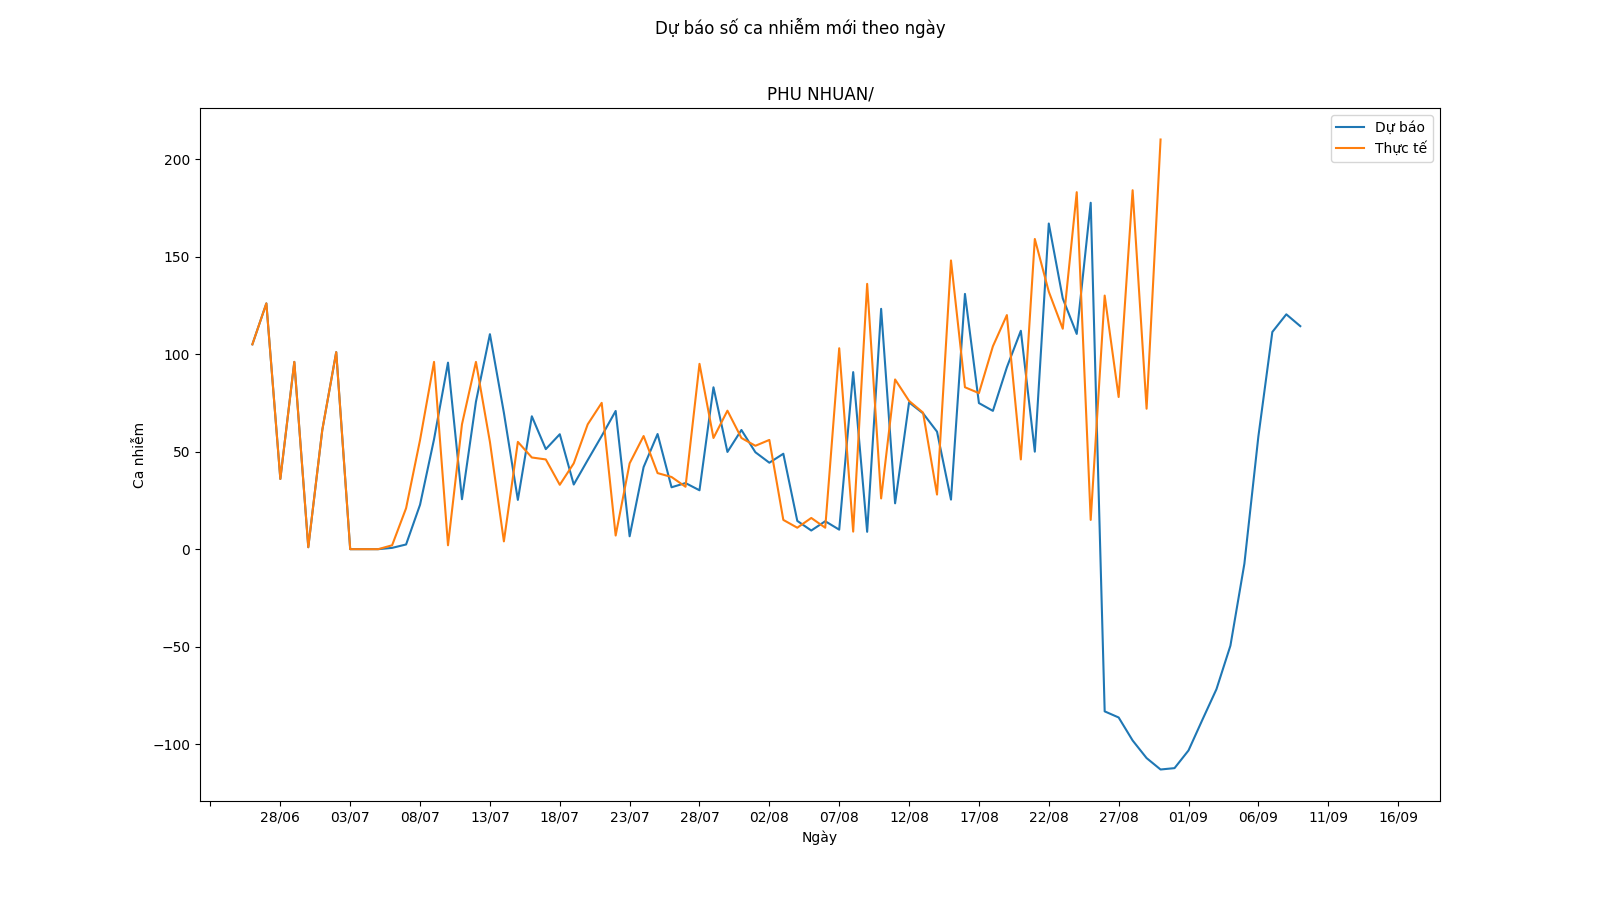 Dự báo số ca nhiễm mới theo ngày
PHU NHUAN/
Dự báo
Thực tế
200
150
100
50
0
−50
−100
Ca nhiễm
28/06 03/07 08/07 13/07 18/07 23/07 28/07 02/08 07/08 12/08 17/08 22/08 27/08 01/09 06/09 11/09 16/09
Ngày